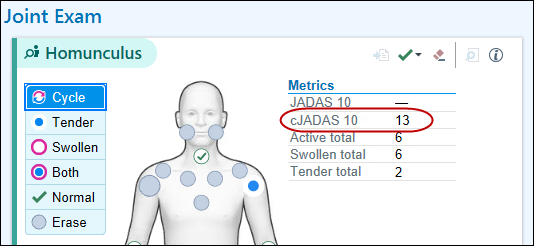 Joint Exam
Homunculus
Cycle
Tender
Swollen
Both
Normal
Erase
Metrics
JADAS 10 —
cJADAS 10 13
Active total 6
Swollen total 6
Tender total 2